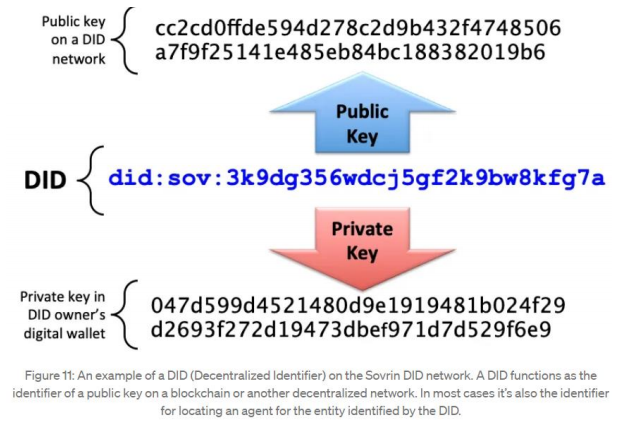 Public key
on a DID
network
cc2cd0ffde594d278c2d9b432f4748506
a7f9f25141e485eb84bc188382019b6
Public
Key
DID
did:sov:3k9dg356wdcj5gf2k9bw8kfg7a
Private
Key
Private key in
DID owner's
digital wallet
047d599d4521480d9e1919481b024f29
d2693f272d19473dbef971d7d529f6e9
Figure 11: An example of a DID (Decentralized Identifier) on the Sovrin DID network. A DID functions as the
identifier of a public key on a blockchain or another decentralized network. In most cases it's also the identifier
for locating an agent for the entity identified by the DID.